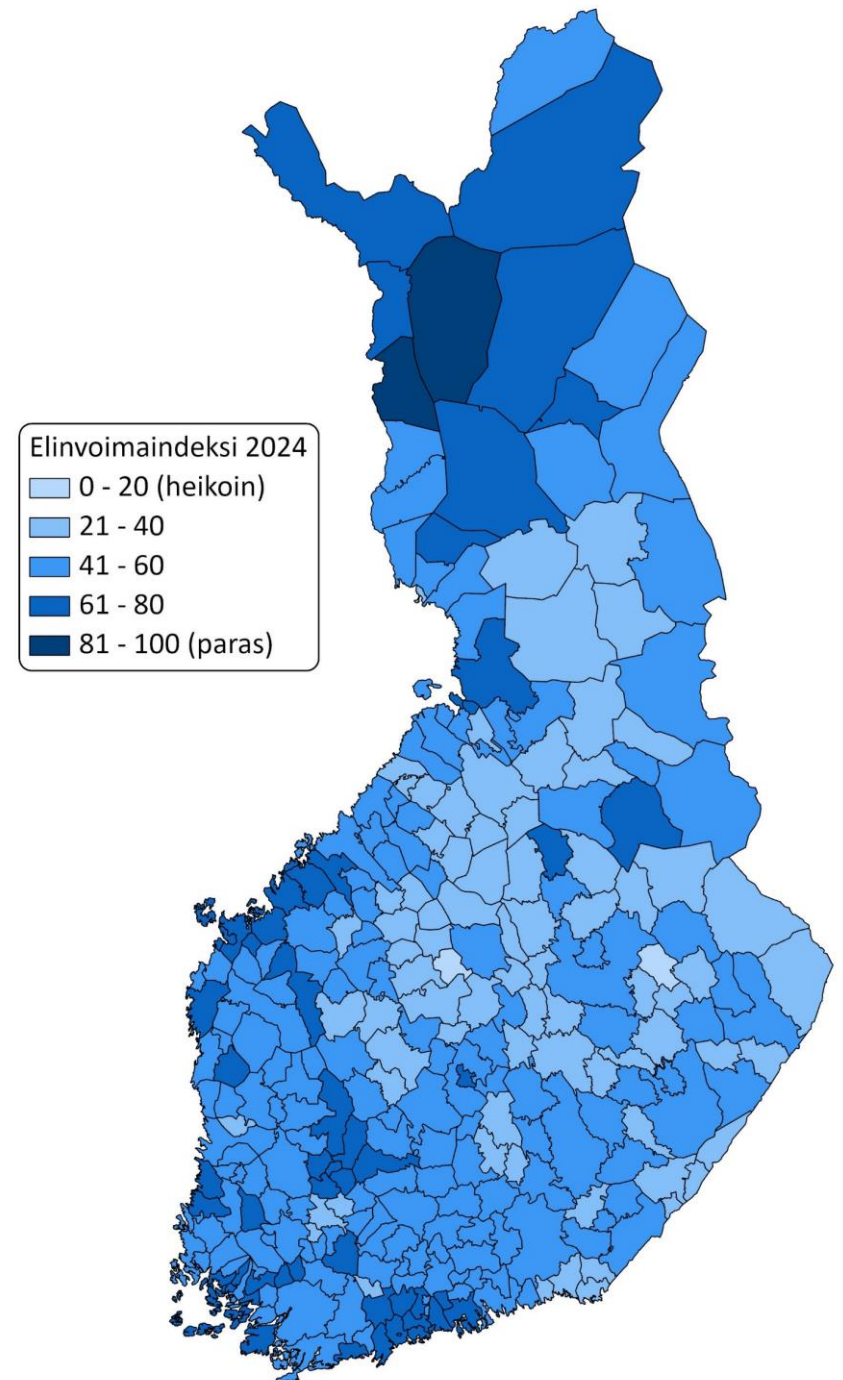 Elinvoimaindeksi 2024
0 - 20 (heikoin)
21 - 40
41 - 60
61 - 80
81 - 100 (paras)